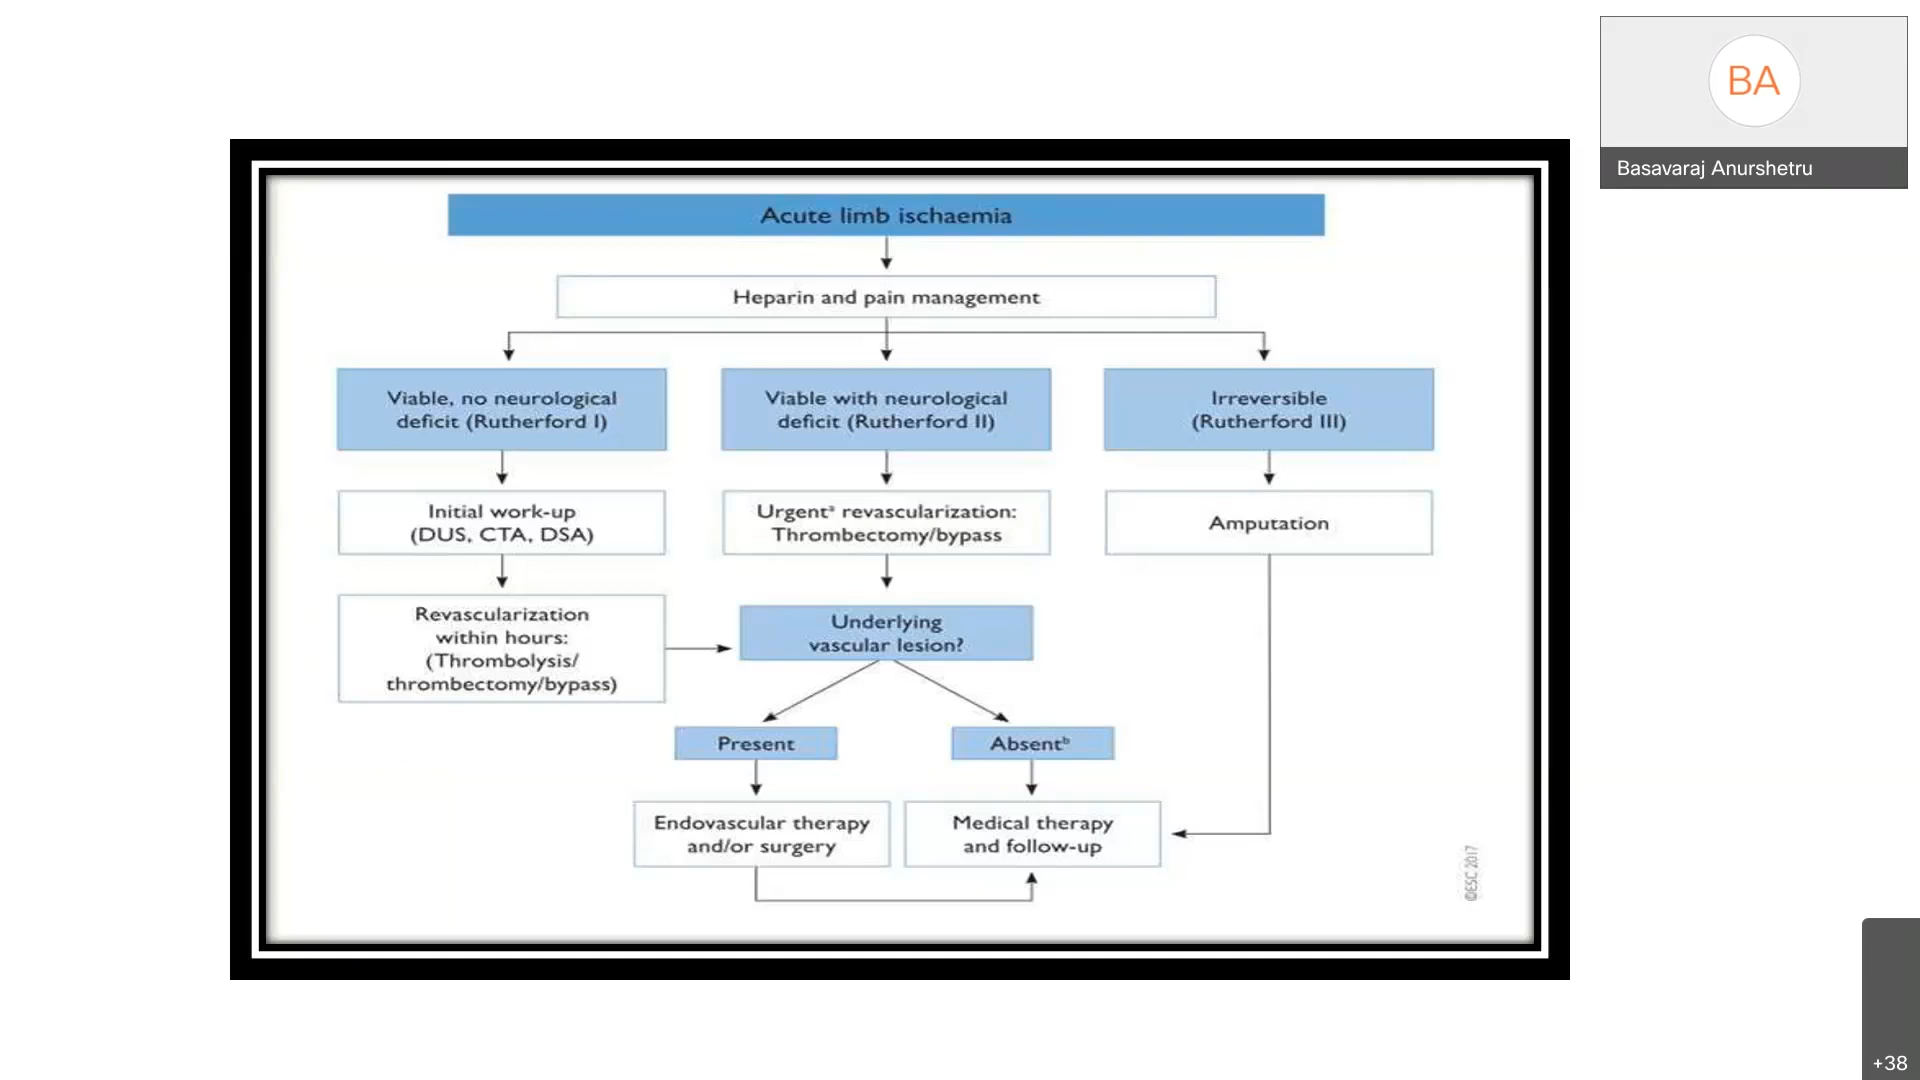 BA
Basavaraj Anurshetru
Acute limb ischaemia
Heparin and pain management
Viable, no neurological
deficit (Rutherford I)
Viable with neurological
deficit (Rutherford II)
Irreversible
(Rutherford III)
Initial work-up
(DUS, CTA, DSA)
Urgentᵃ revascularization:
Thrombectomy/bypass
Amputation
Revascularization
within hours:
(Thrombolysis/
thrombectomy/bypass)
Underlying
vascular lesion?
Present
Absentᵇ
Endovascular therapy
and/or surgery
Medical therapy
and follow-up
©ESC 2017
+38